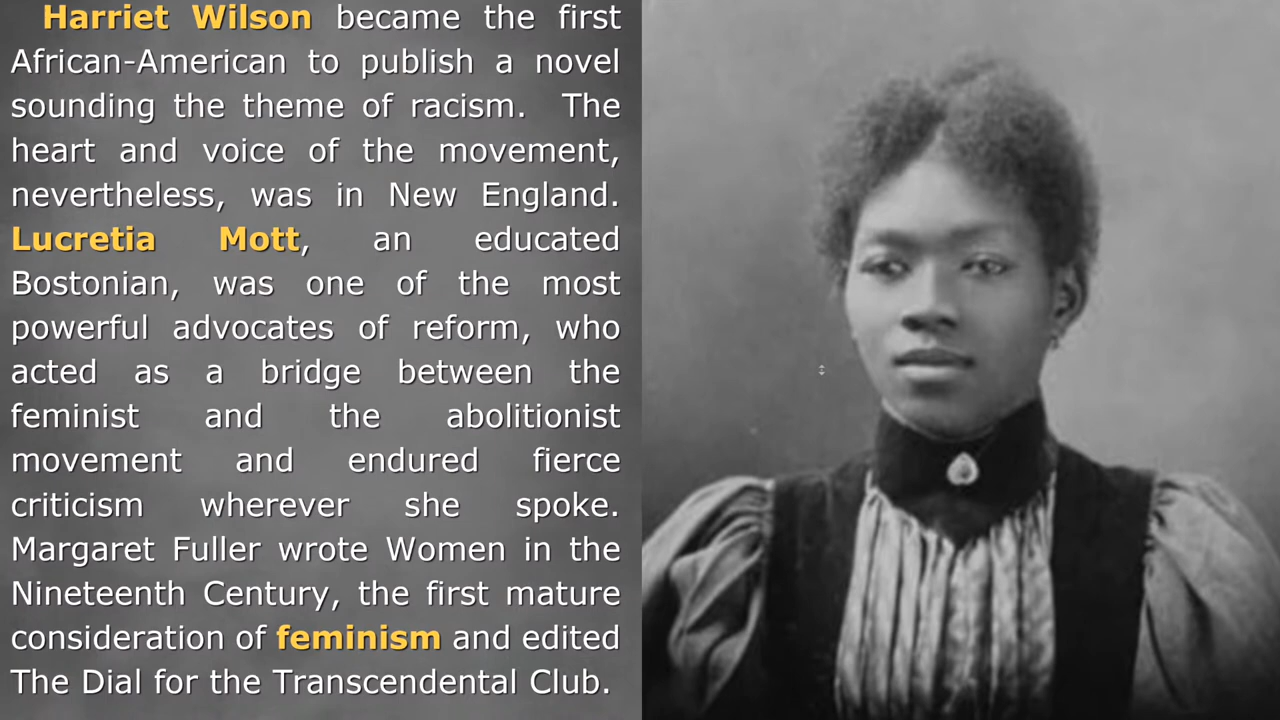 Harriet Wilson became the first
African-American to publish a novel
sounding the theme of racism. The
heart and voice of the movement,
nevertheless, was in New England.
Lucretia Mott, an educated
Bostonian, was one of the most
powerful advocates of reform, who
acted as a bridge between the
feminist and the abolitionist
movement and endured fierce
criticism wherever she spoke.
Margaret Fuller wrote Women in the
Nineteenth Century, the first mature
consideration of feminism and edited
The Dial for the Transcendental Club.